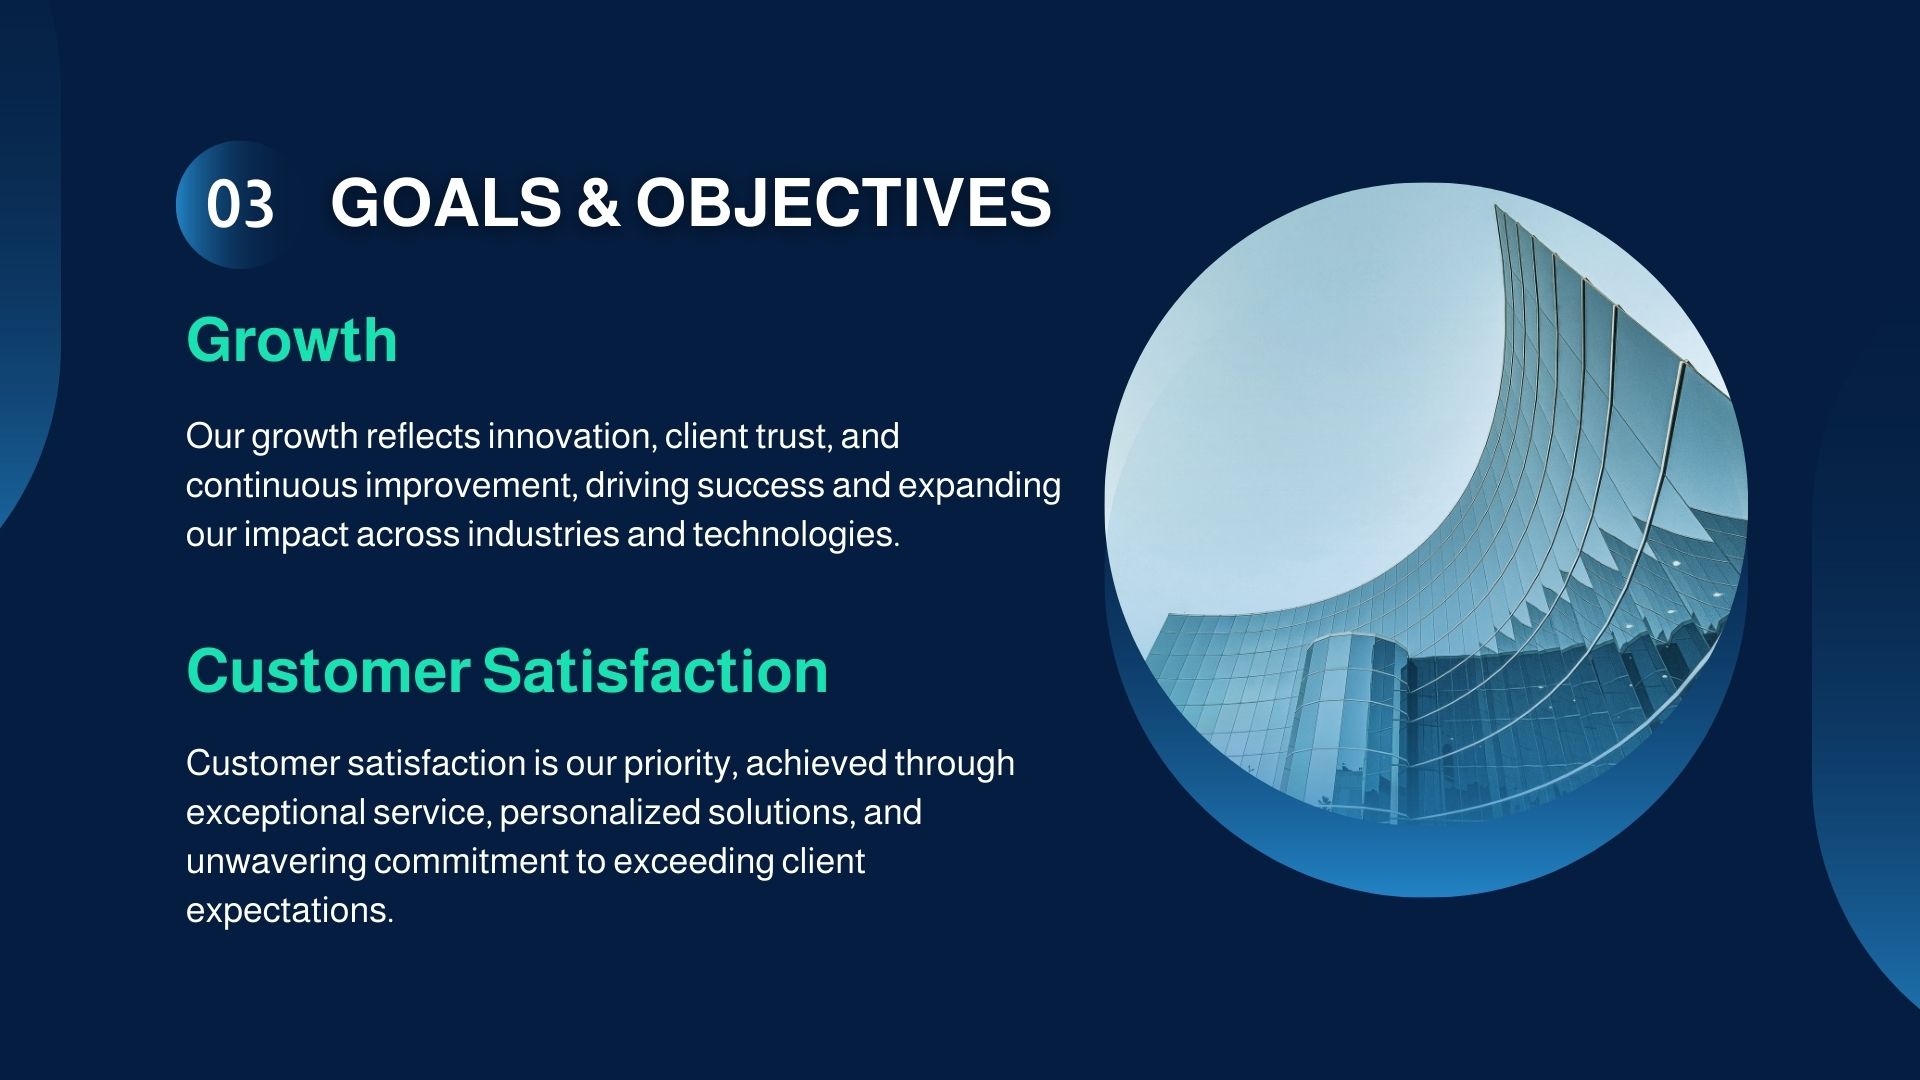 03 GOALS & OBJECTIVES
Growth
Our growth reflects innovation, client trust, and
continuous improvement, driving success and expanding
our impact across industries and technologies.
Customer Satisfaction
Customer satisfaction is our priority, achieved through
exceptional service, personalized solutions, and
unwavering commitment to exceeding client
expectations.